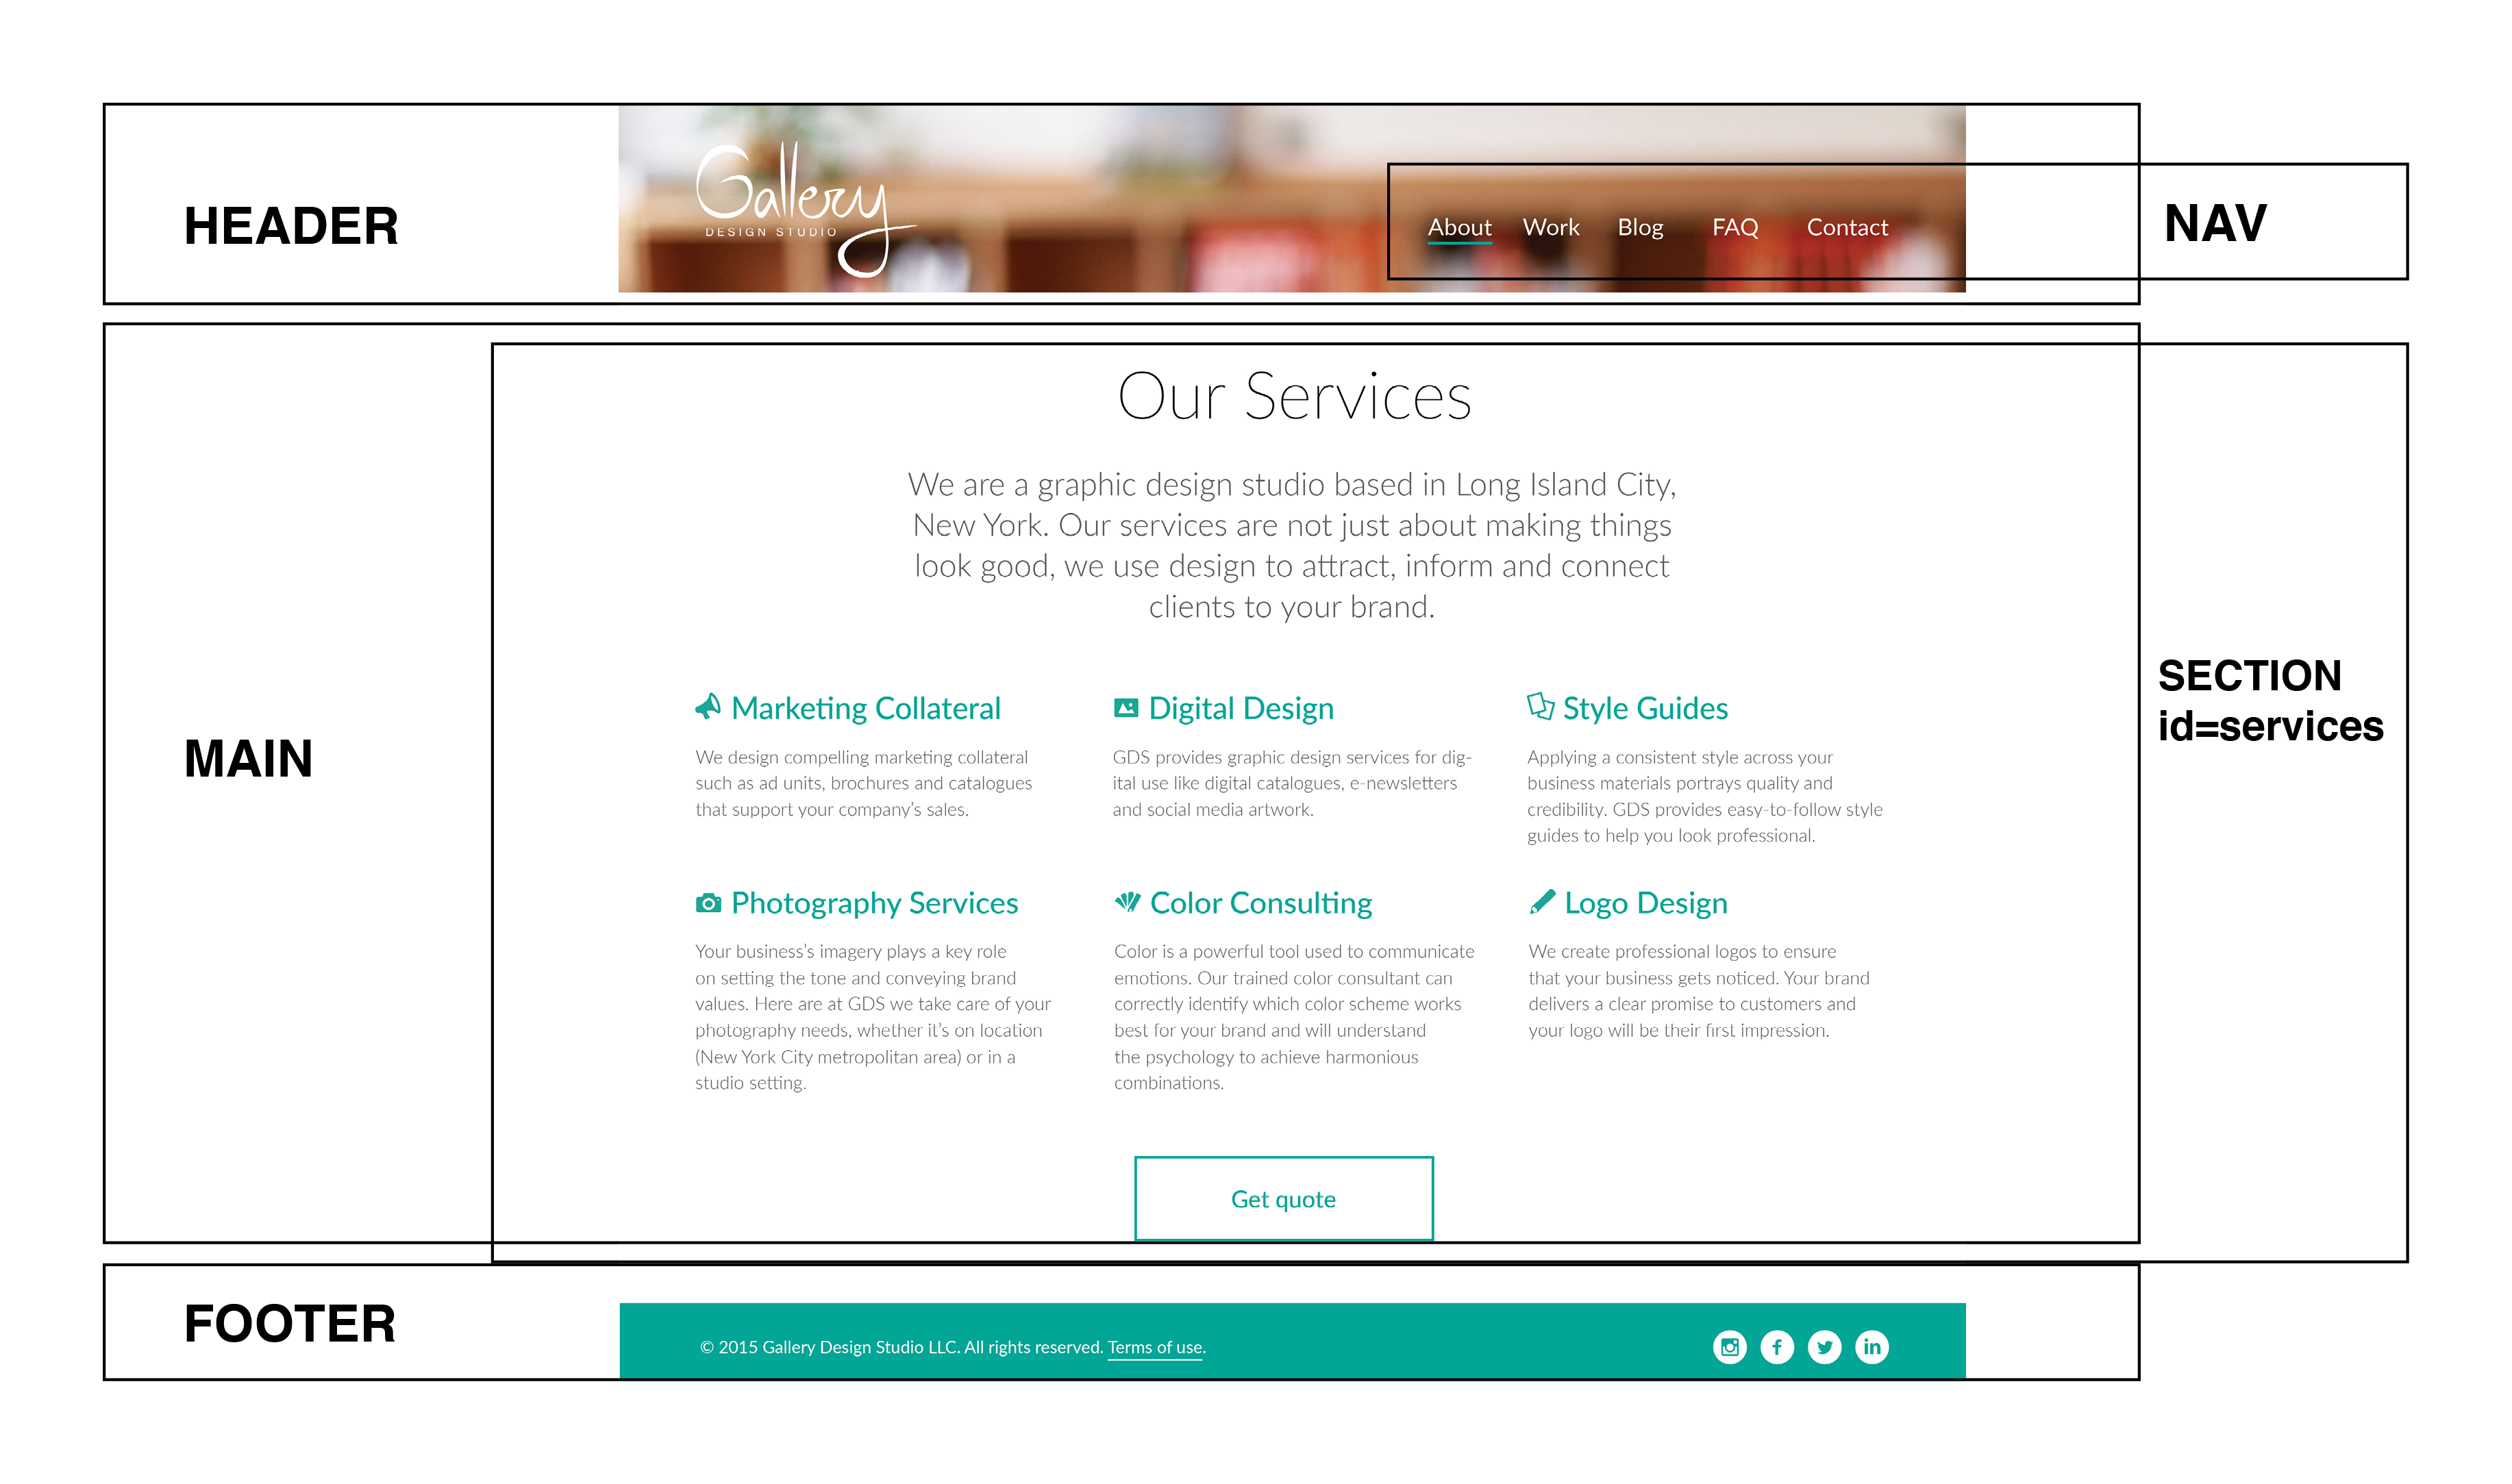 HEADER
Gallery
DESIGN STUDIO
About Work Blog FAQ Contact
NAV
MAIN
Our Services
We are a graphic design studio based in Long Island City,
New York. Our services are not just about making things
look good, we use design to attract, inform and connect
clients to your brand.
SECTION
id=services
Marketing Collateral
We design compelling marketing collateral
such as ad units, brochures and catalogues
that support your company’s sales.
Digital Design
GDS provides graphic design services for dig-
ital use like digital catalogues, e-newsletters
and social media artwork.
Style Guides
Applying a consistent style across your
business materials portrays quality and
credibility. GDS provides easy-to-follow style
guides to help you look professional.
Photography Services
Your business’s imagery plays a key role
on setting the tone and conveying brand
values. Here are at GDS we take care of your
photography needs, whether it’s on location
(New York City metropolitan area) or in a
studio setting.
Color Consulting
Color is a powerful tool used to communicate
emotions. Our trained color consultant can
correctly identify which color scheme works
best for your brand and will understand
the psychology to achieve harmonious
combinations.
Logo Design
We create professional logos to ensure
that your business gets noticed. Your brand
delivers a clear promise to customers and
your logo will be their first impression.
Get quote
FOOTER
© 2015 Gallery Design Studio LLC. All rights reserved. Terms of use.
f in